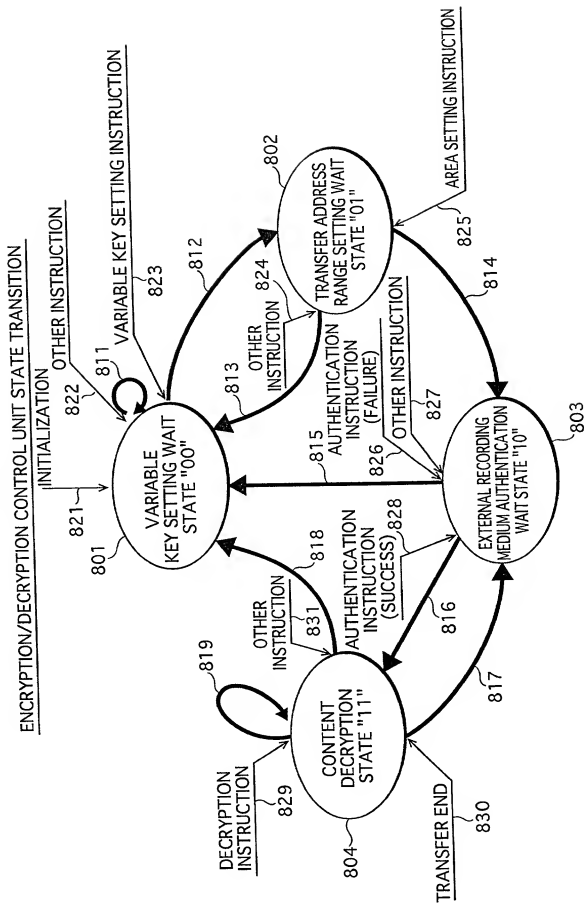 ENCRYPTION/DECRYPTION CONTROL UNIT STATE TRANSITION
INITIALIZATION
821
OTHER INSTRUCTION
822
811
VARIABLE KEY SETTING INSTRUCTION
823
801
VARIABLE
KEY SETTING WAIT
STATE "00"
812
802
TRANSFER ADDRESS
RANGE SETTING WAIT
STATE "01"
OTHER
INSTRUCTION
824
813
AREA SETTING INSTRUCTION
825
814
815
AUTHENTICATION
INSTRUCTION
(FAILURE)
826
OTHER INSTRUCTION
827
EXTERNAL RECORDING
MEDIUM AUTHENTICATION
WAIT STATE "10"
803
AUTHENTICATION
INSTRUCTION
(SUCCESS)
828
816
817
818
OTHER
INSTRUCTION
831
819
DECRYPTION
INSTRUCTION
829
CONTENT
DECRYPTION
STATE "11"
804
TRANSFER END
830